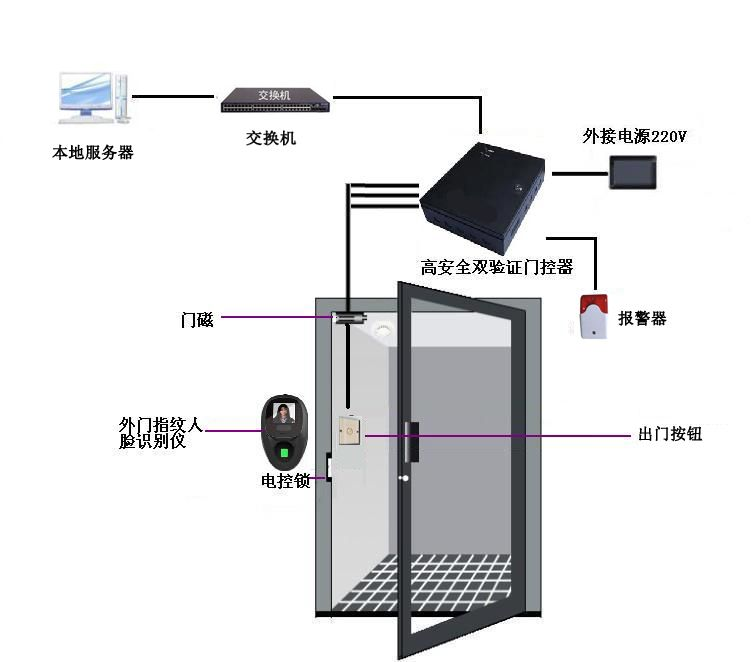 交换机
交换机
本地服务器
外接电源220V
高安全双验证门控器
门磁
报警器
外门指纹人
脸识别仪
出门按钮
电控锁